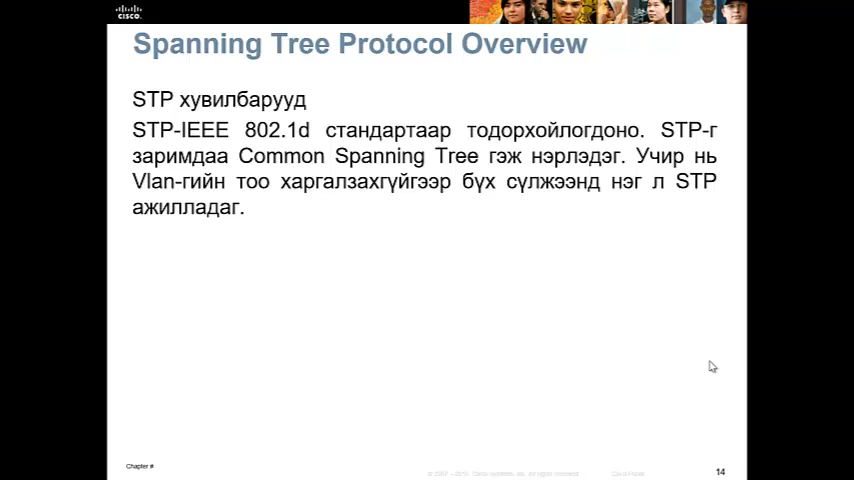 CISCO.
Spanning Tree Protocol Overview
STP хувилбарууд
STP-IEEE 802.1d стандартаар тодорхойлогдоно. STP-г
заримдаа Common Spanning Tree гэж нэрлэдэг. Учир нь
Vlan-гийн тоо харгалзахгүйгээр бүх сүлжээнд нэг л STP
ажилладаг.
Chapter #
14